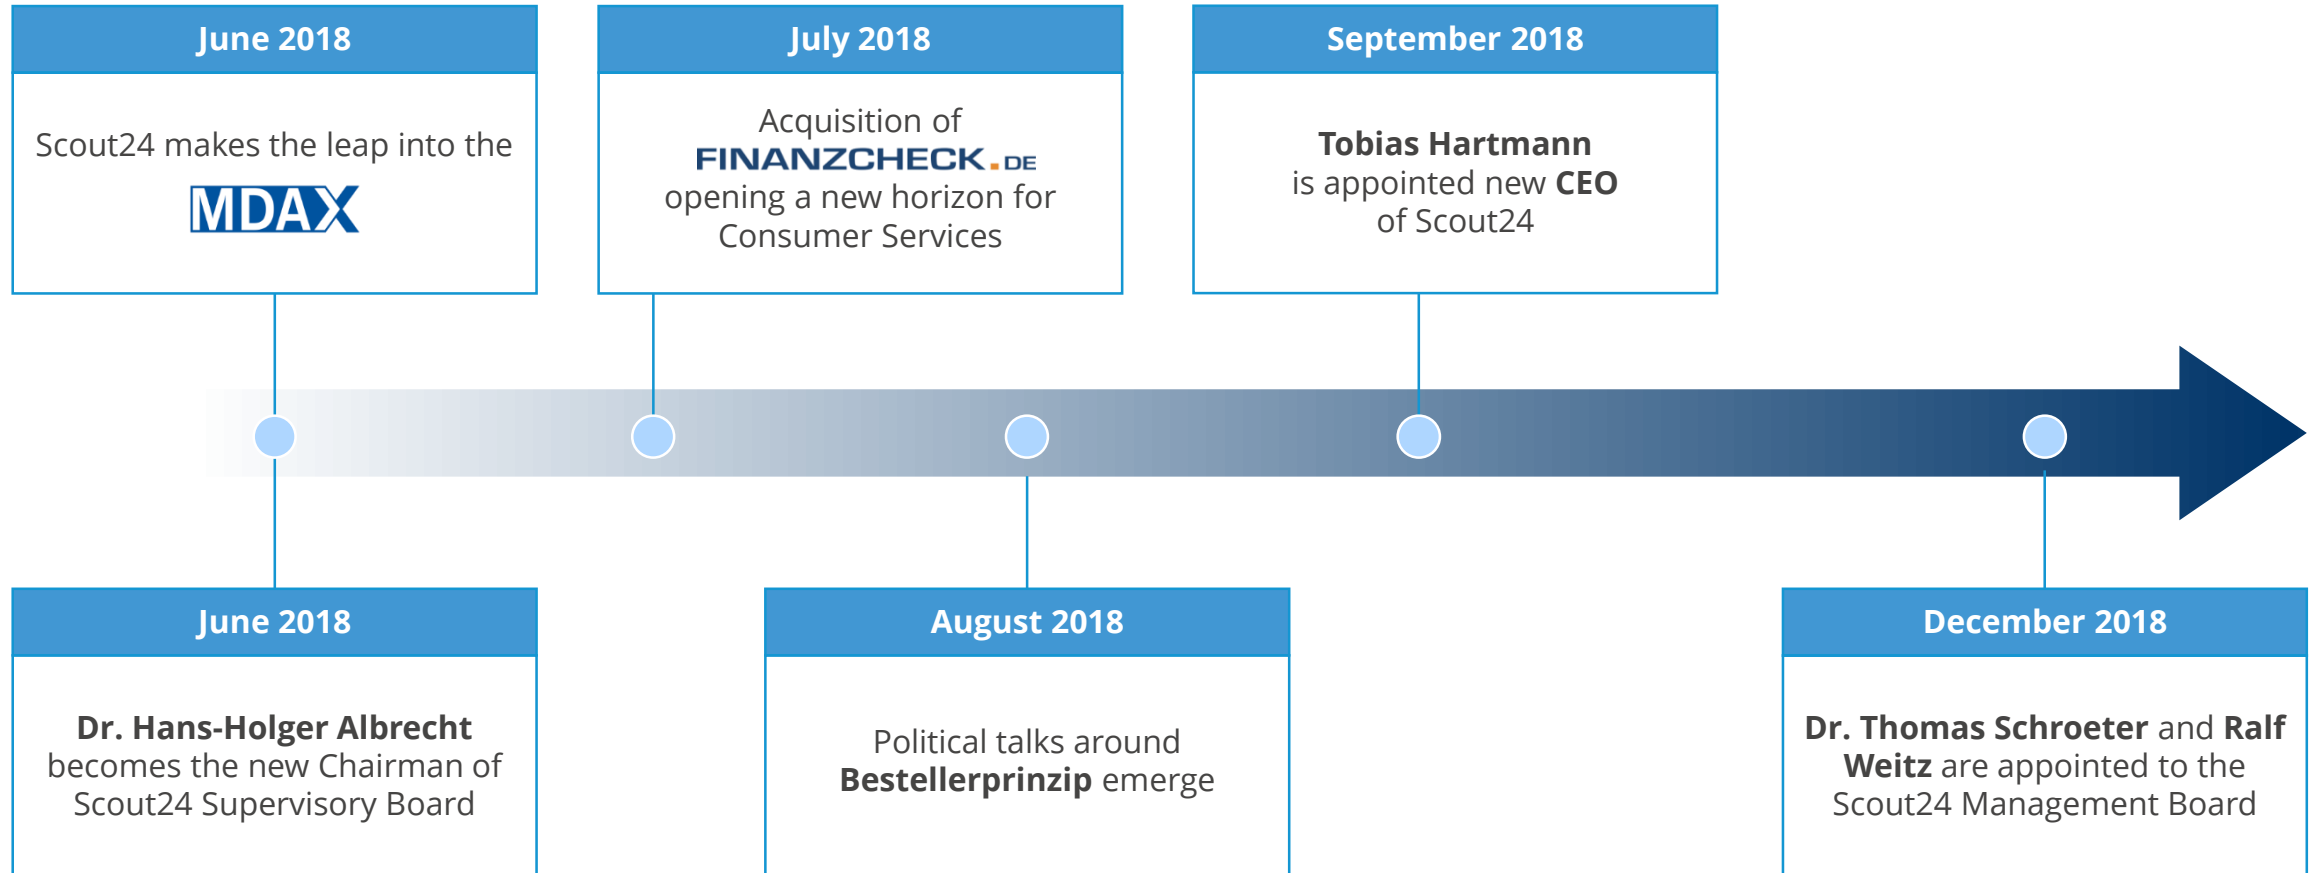 June 2018
Scout24 makes the leap into the
MDAX
July 2018
Acquisition of
FINANZCHECK.DE
opening a new horizon for
Consumer Services
September 2018
Tobias Hartmann
is appointed new CEO
of Scout24
June 2018
Dr. Hans-Holger Albrecht
becomes the new Chairman of
Scout24 Supervisory Board
August 2018
Political talks around
Bestellerprinzip emerge
December 2018
Dr. Thomas Schroeter and Ralf
Weitz are appointed to the
Scout24 Management Board